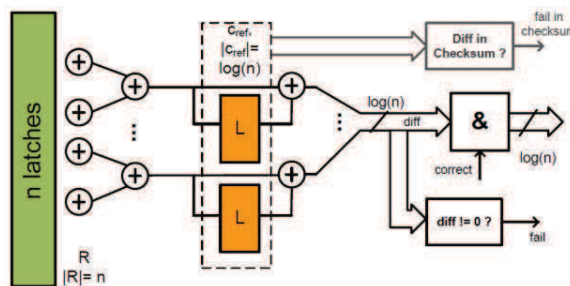 n latches
R
|R|= n
c_ref,
|c_ref|=
log(n)
L
L
Diff in
Checksum ?
fail in
checksum
log(n)
diff
&
correct
log(n)
diff != 0 ?
fail